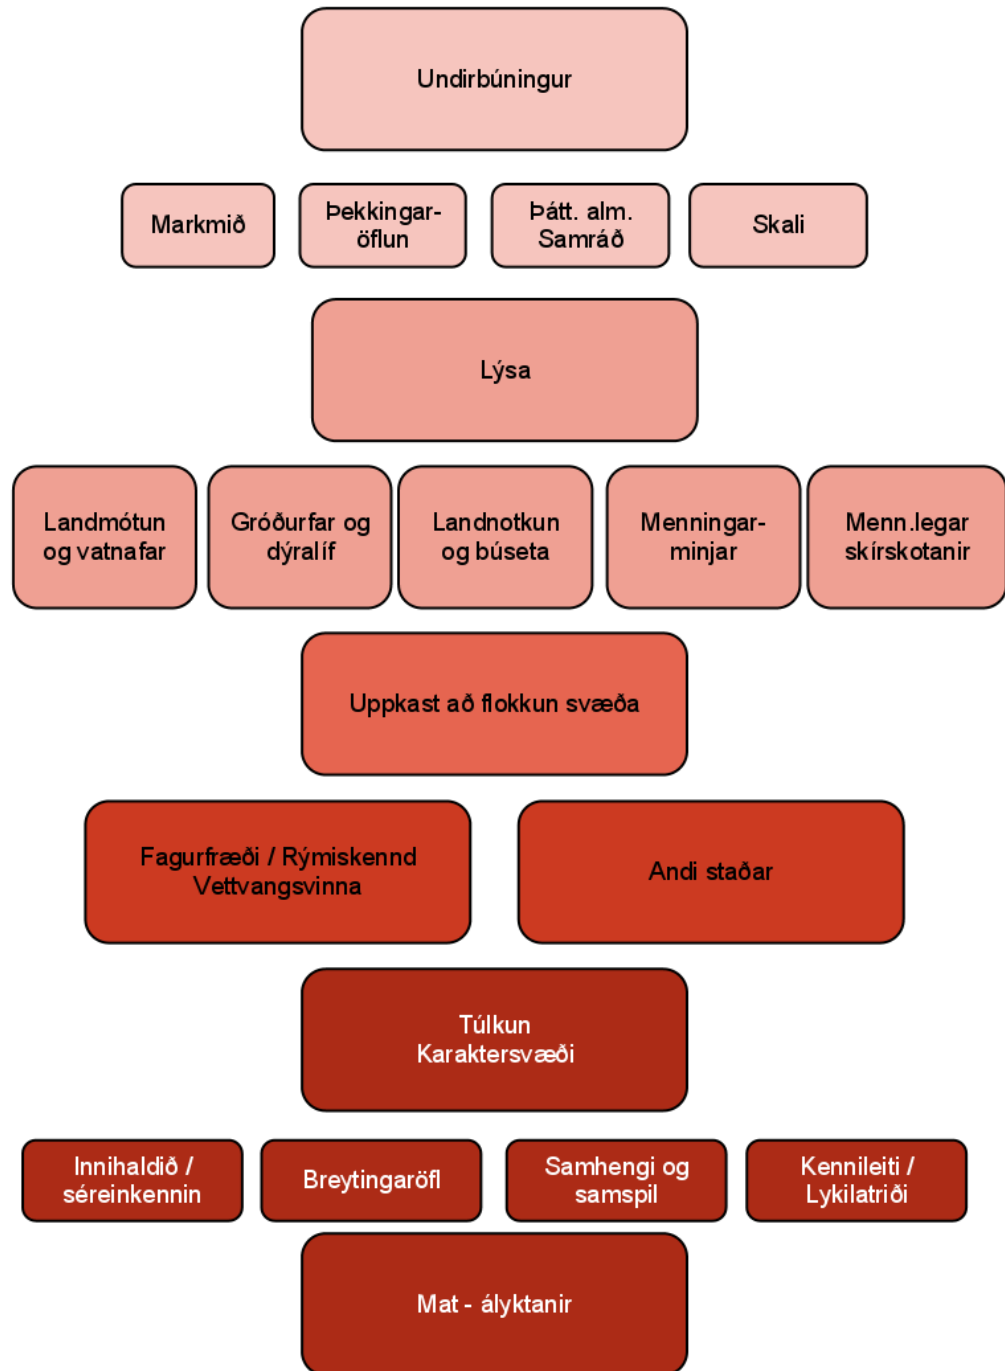 Undirbúningur
Markmið
Þekkingar-
öflun
Þátt. alm.
Samráð
Skali
Lýsa
Landmótun
og vatnafar
Gróðurfar og
dýralíf
Landnotkun
og búseta
Menningar-
minjar
Menn.legar
skírskotanir
Uppkast að flokkun svæða
Fagurfræði / Rýmiskennd
Vettvangsvinna
Andi staðar
Túlkun
Karaktersvæði
Innihaldið /
séreinkennin
Breytingaröfl
Samhengi og
samspil
Kennileiti /
Lykilatriði
Mat - ályktanir